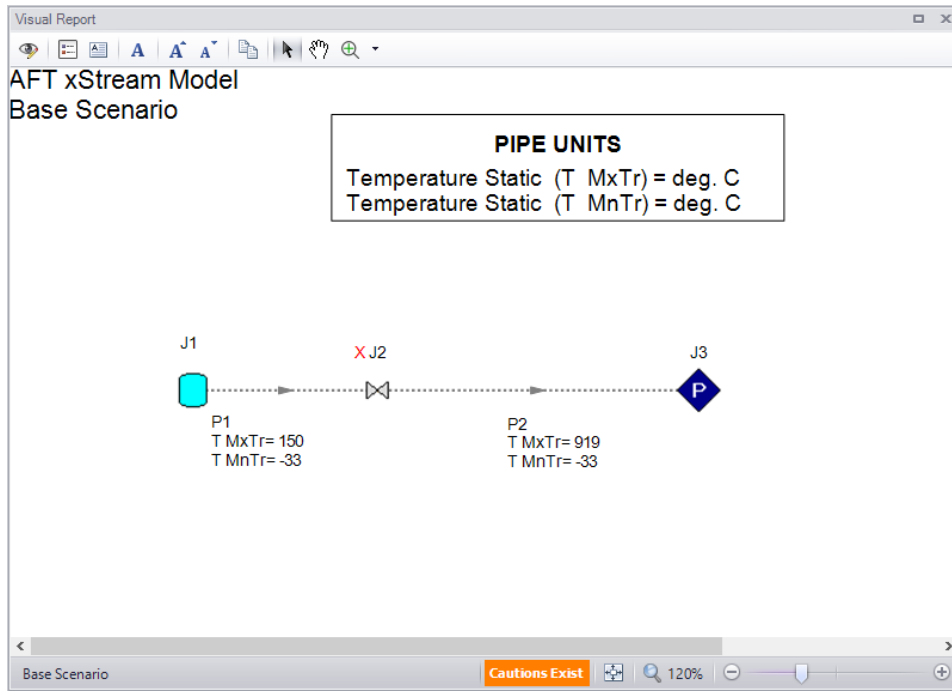 Visual Report
A A A
AFT xStream Model
Base Scenario
PIPE UNITS
Temperature Static (T MxTr) = deg. C
Temperature Static (T MnTr) = deg. C
J1
X J2
J3
P
P1
T MxTr= 150
T MnTr= -33
P2
T MxTr= 919
T MnTr= -33
Base Scenario
Cautions Exist
120%